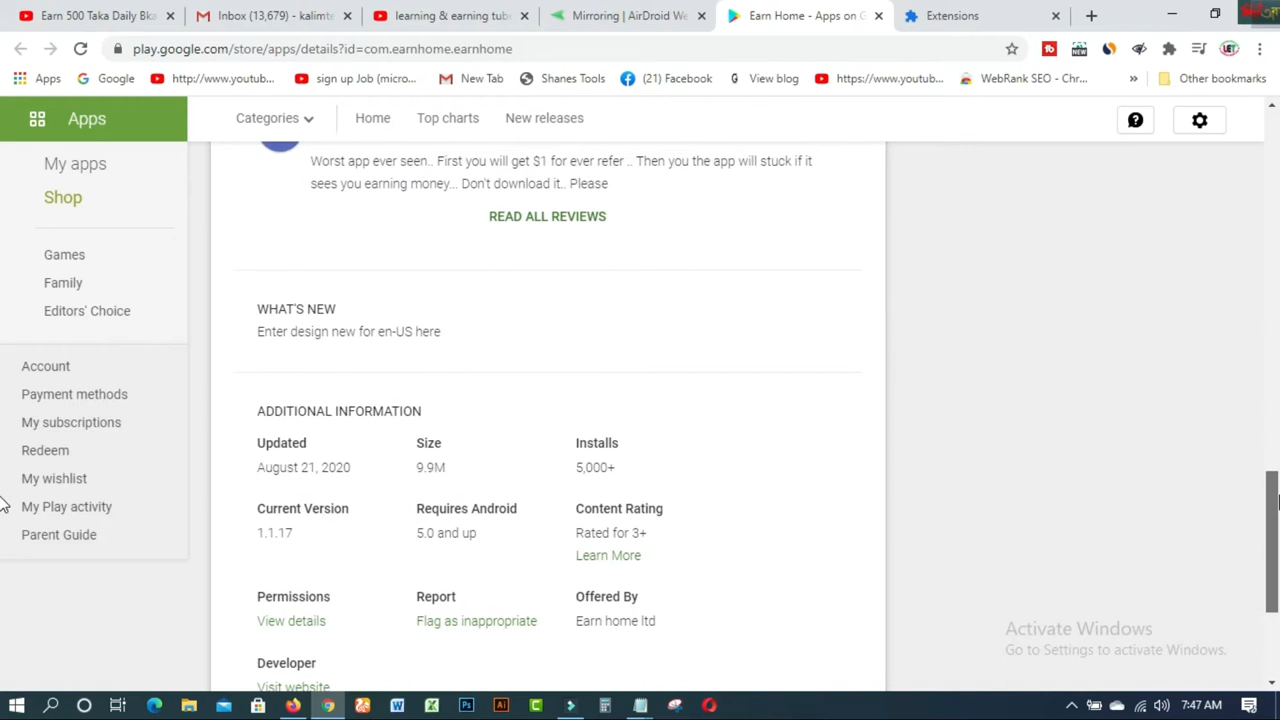 Earn 500 Taka Daily Bka
Inbox (13,679) - kalimte
learning & earning tube
Mirroring | AirDroid We
Earn Home - Apps on G
Extensions
play.google.com/store/apps/details?id=com.earnhome.earnhome
Apps
Google
http://www.youtub...
sign up Job (micro...
New Tab
Shanes Tools
(21) Facebook
View blog
https://www.youtub...
WebRank SEO - Chr...
Other bookmarks
Apps
Categories
Home
Top charts
New releases
My apps
Shop
Games
Family
Editors' Choice
Account
Payment methods
My subscriptions
Redeem
My wishlist
My Play activity
Parent Guide
Worst app ever seen.. First you will get $1 for ever refer .. Then you the app will stuck if it
sees you earning money... Don't download it.. Please
READ ALL REVIEWS
WHAT'S NEW
Enter design new for en-US here
ADDITIONAL INFORMATION
Updated
August 21, 2020
Size
9.9M
Installs
5,000+
Current Version
1.1.17
Requires Android
5.0 and up
Content Rating
Rated for 3+
Learn More
Permissions
View details
Report
Flag as inappropriate
Offered By
Earn home ltd
Developer
Visit website
Activate Windows
Go to Settings to activate Windows.
7:47 AM